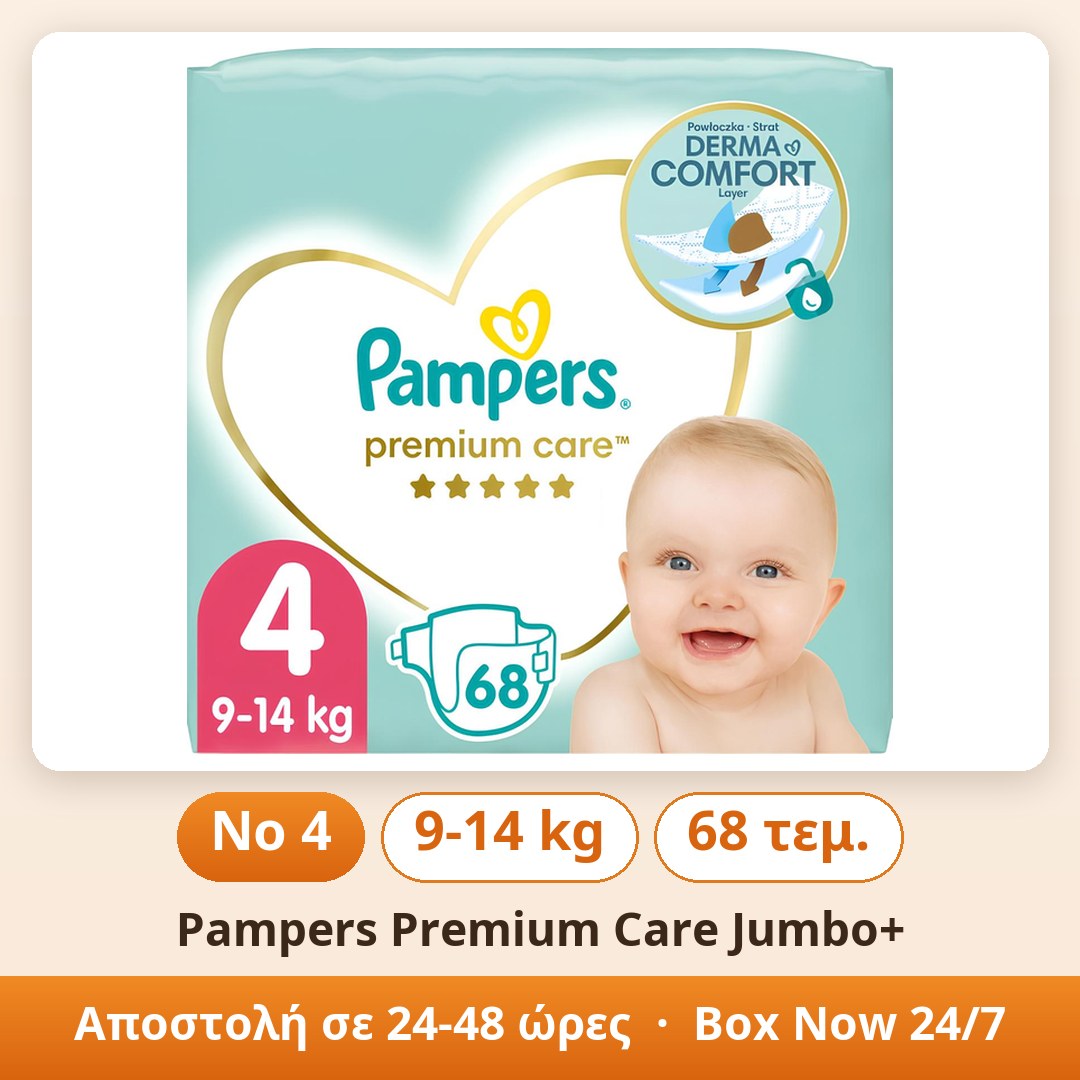 Powłoczka · Strat
DERMA
COMFORT
Layer
Pampers®
premium care™
4
9-14 kg
68
No 4
9-14 kg
68 τεμ.
Pampers Premium Care Jumbo+
Αποστολή σε 24-48 ώρες · Box Now 24/7